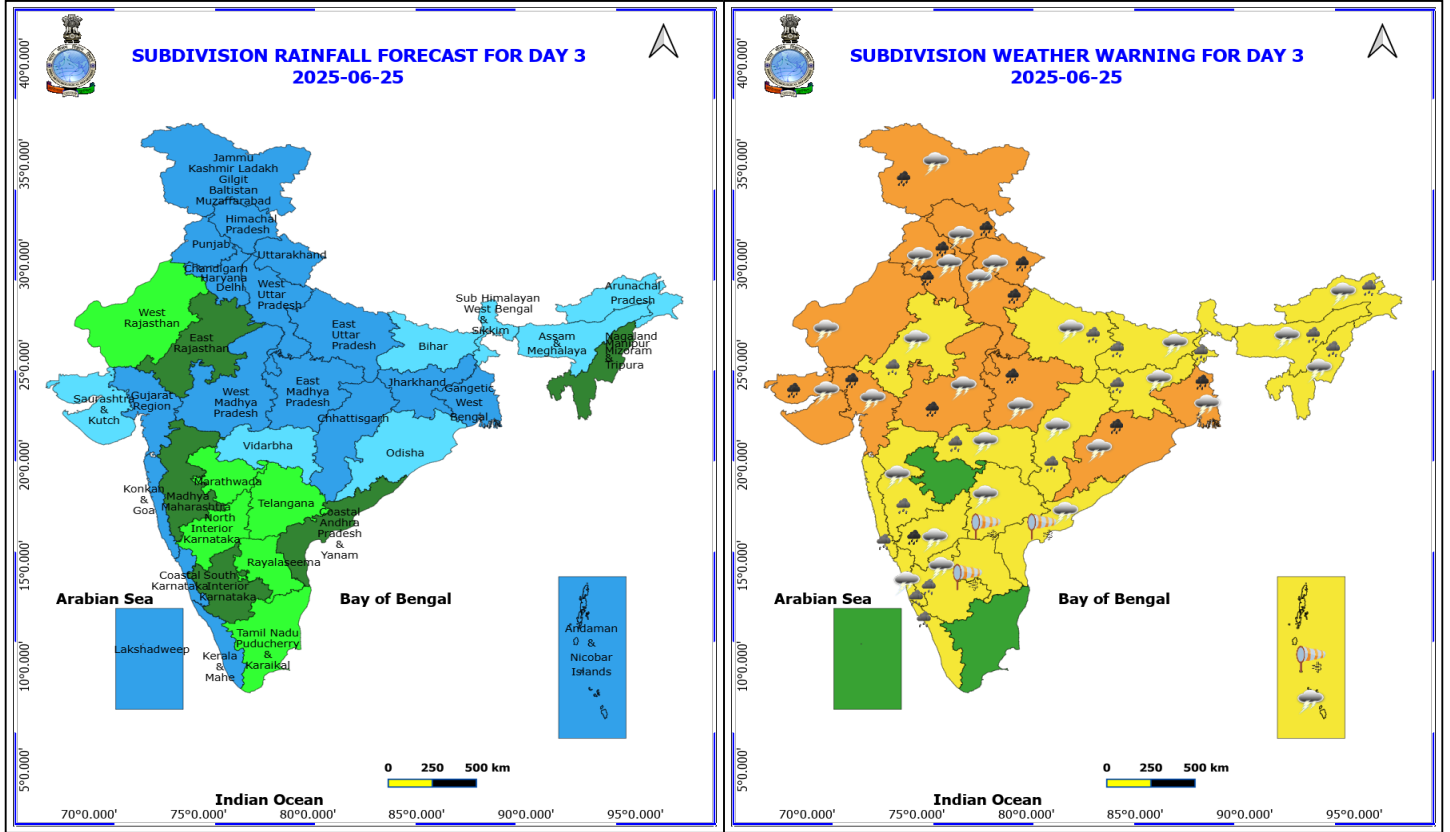 SUBDIVISION RAINFALL FORECAST FOR DAY 3
2025-06-25
40°0.000'
35°0.000'
30°0.000'
25°0.000'
20°0.000'
15°0.000'
10°0.000'
5°0.000'
Jammu
Kashmir Ladakh
Gilgit
Baltistan
Muzaffarabad
Himachal
Pradesh
Punjab
Uttarakhand
Chandigarh
Haryana
Delhi
West
Uttar
Pradesh
West
Rajasthan
East
Rajasthan
East
Uttar
Pradesh
Bihar
Sub Himalayan
West Bengal
&
Sikkim
Arunachal
Pradesh
Assam
&
Meghalaya
Nagaland
Manipur
Mizoram
&
Tripura
Saurashtra
&
Kutch
Gujarat
Region
West
Madhya
Pradesh
East
Madhya
Pradesh
Jharkhand
Gangetic
West
Bengal
Chhattisgarh
Vidarbha
Odisha
Konkan
&
Goa
Madhya
Maharashtra
Marathwada
Telangana
North
Interior
Karnataka
Coastal
Andhra
Pradesh
&
Yanam
Rayalaseema
Coastal
Karnataka
South
Interior
Karnataka
Tamil Nadu
Puducherry
&
Karaikal
Kerala
&
Mahe
Lakshadweep
Andaman
&
Nicobar
Islands
Arabian Sea
Bay of Bengal
0 250 500 km
Indian Ocean
70°0.000' 75°0.000' 80°0.000' 85°0.000' 90°0.000' 95°0.000'
SUBDIVISION WEATHER WARNING FOR DAY 3
2025-06-25
40°0.000'
35°0.000'
30°0.000'
25°0.000'
20°0.000'
15°0.000'
10°0.000'
5°0.000'
Arabian Sea
Bay of Bengal
0 250 500 km
Indian Ocean
70°0.000' 75°0.000' 80°0.000' 85°0.000' 90°0.000' 95°0.000'